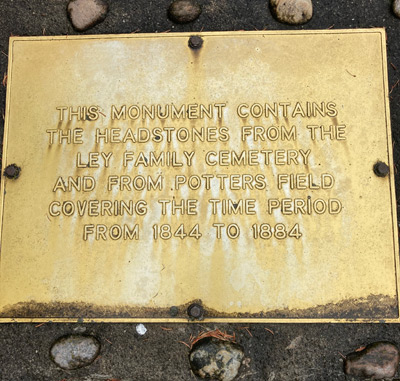 THIS MONUMENT CONTAINS
THE HEADSTONES FROM THE
LEY FAMILY CEMETERY
AND FROM POTTERS FIELD
COVERING THE TIME PERIOD
FROM 1844 TO 1884